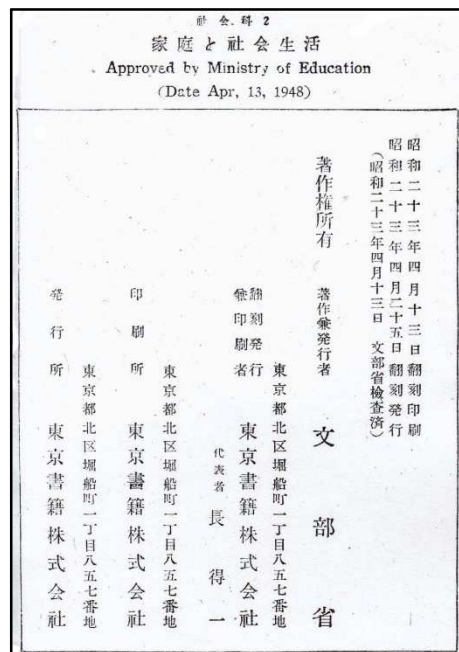 社会科2
家庭と社会生活
Approved by Ministry of Education
(Date Apr, 13, 1948)
昭和二十三年四月十三日 翻刻印刷
昭和二十三年四月二十五日 翻刻発行
(昭和二十三年四月十三日 文部省検査済)
著作権所有 著作兼発行者 文部省
東京都北区堀船町一丁目八五七番地
翻刻発行兼印刷者 東京書籍株式会社
代表者 長得一
東京都北区堀船町一丁目八五七番地
印刷所 東京書籍株式会社
東京都北区堀船町一丁目八五七番地
発行所 東京書籍株式会社